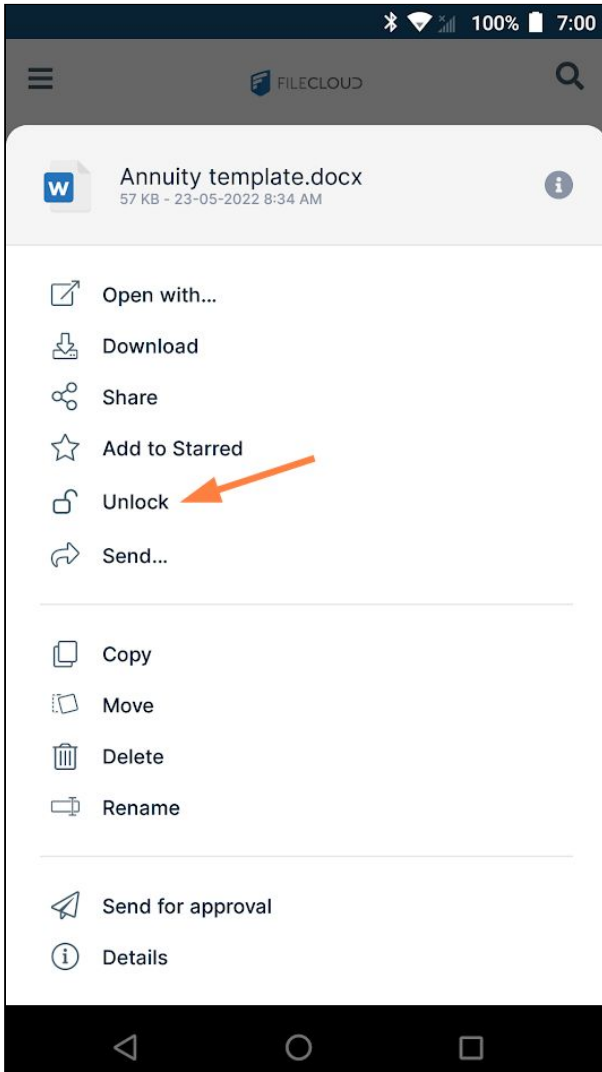 100% 7:00
FILECLOUD
W
Annuity template.docx
57 KB - 23-05-2022 8:34 AM
Open with...
Download
Share
Add to Starred
Unlock
Send...
Copy
Move
Delete
Rename
Send for approval
Details